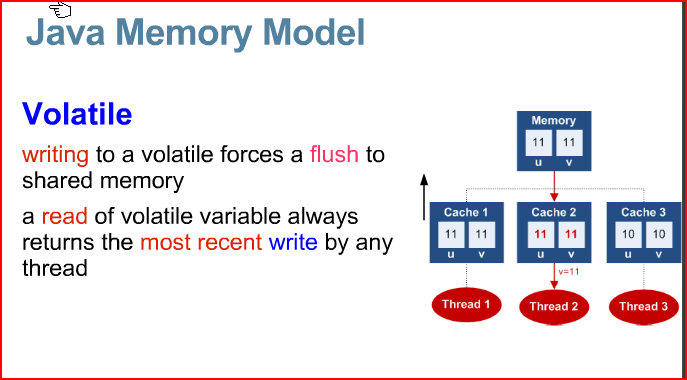 Java Memory Model
Volatile
writing to a volatile forces a flush to
shared memory
a read of volatile variable always
returns the most recent write by any
thread
Memory
11 11
u v
Cache 1 Cache 2 Cache 3
11 11 11 11 10 10
u v u v u v
v=11
Thread 1 Thread 2 Thread 3